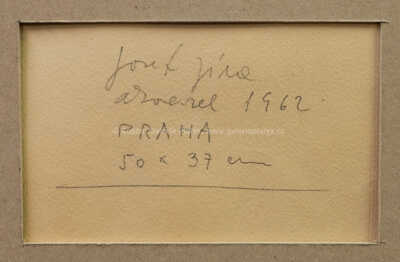 Josef Jíra
akvarel 1962.
PRAHA
50 x 37 cm